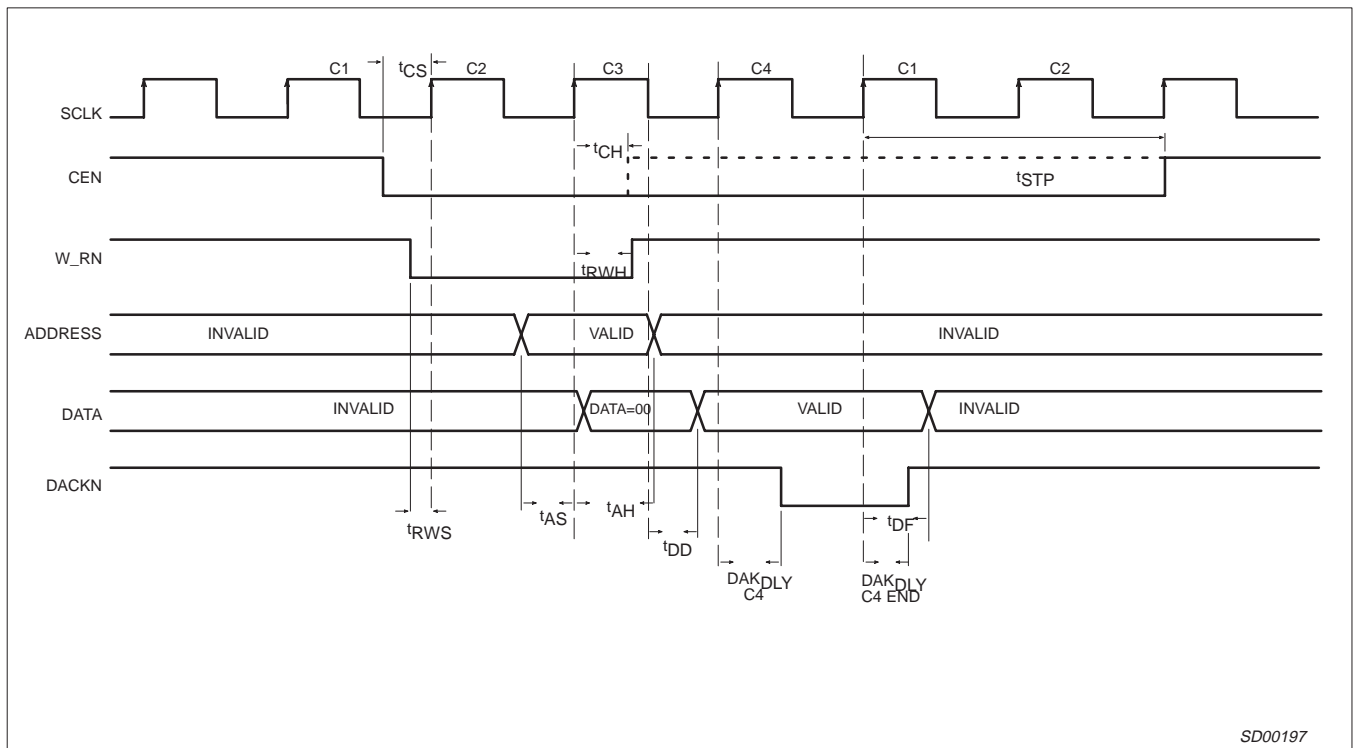 C1 tCS C2 C3 C4 C1 C2
SCLK
tCH
CEN
tSTP
W_RN
tRWH
ADDRESS INVALID VALID INVALID
DATA INVALID DATA=00 VALID INVALID
DACKN
tRWS tAS tAH tDD tDF
DAKDLY
C4
DAKDLY
C4 END
SD00197